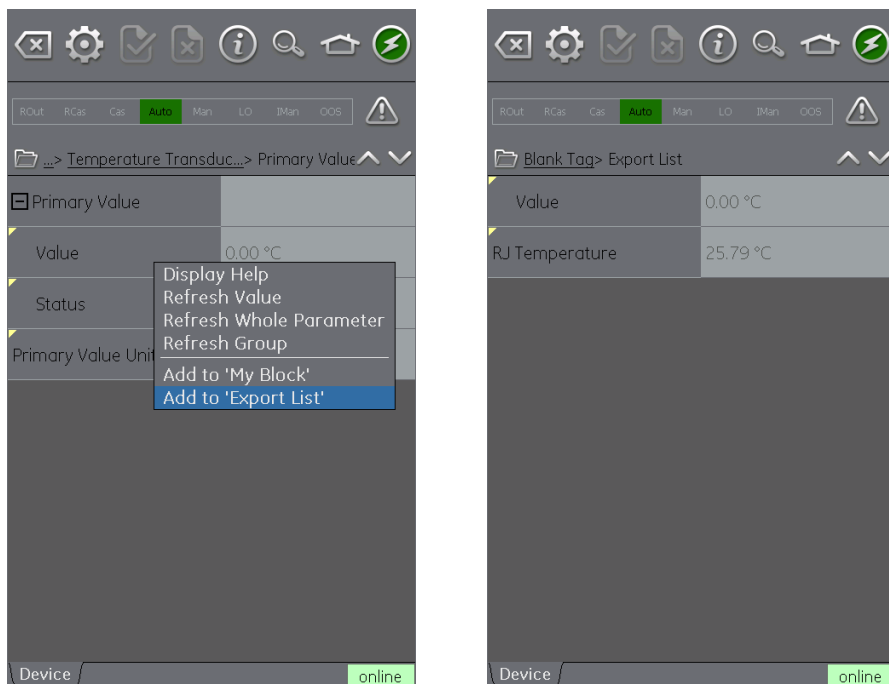 ROut RCas Cas Auto Man LO IMan OOS
...> Temperature Transduc...> Primary Value
Primary Value
Value 0.00 °C
Display Help
Refresh Value
Status
Refresh Whole Parameter
Refresh Group
Primary Value Unit
Add to 'My Block'
Add to 'Export List'
Device online
ROut RCas Cas Auto Man LO IMan OOS
Blank Tag> Export List
Value 0.00 °C
RJ Temperature 25.79 °C
Device online